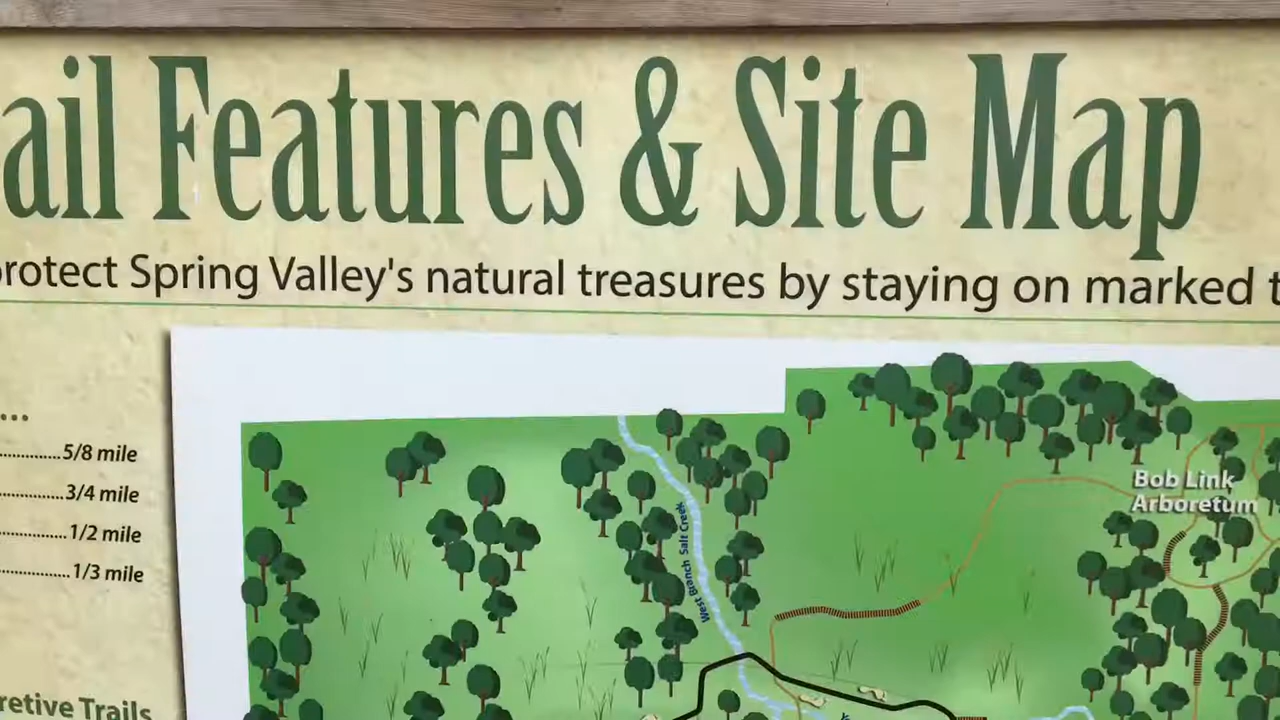 ail Features & Site Map
protect Spring Valley's natural treasures by staying on marked t
...
5/8 mile
3/4 mile
1/2 mile
1/3 mile
Bob Link
Arboretum
West Branch Salt Creek
retive Trails